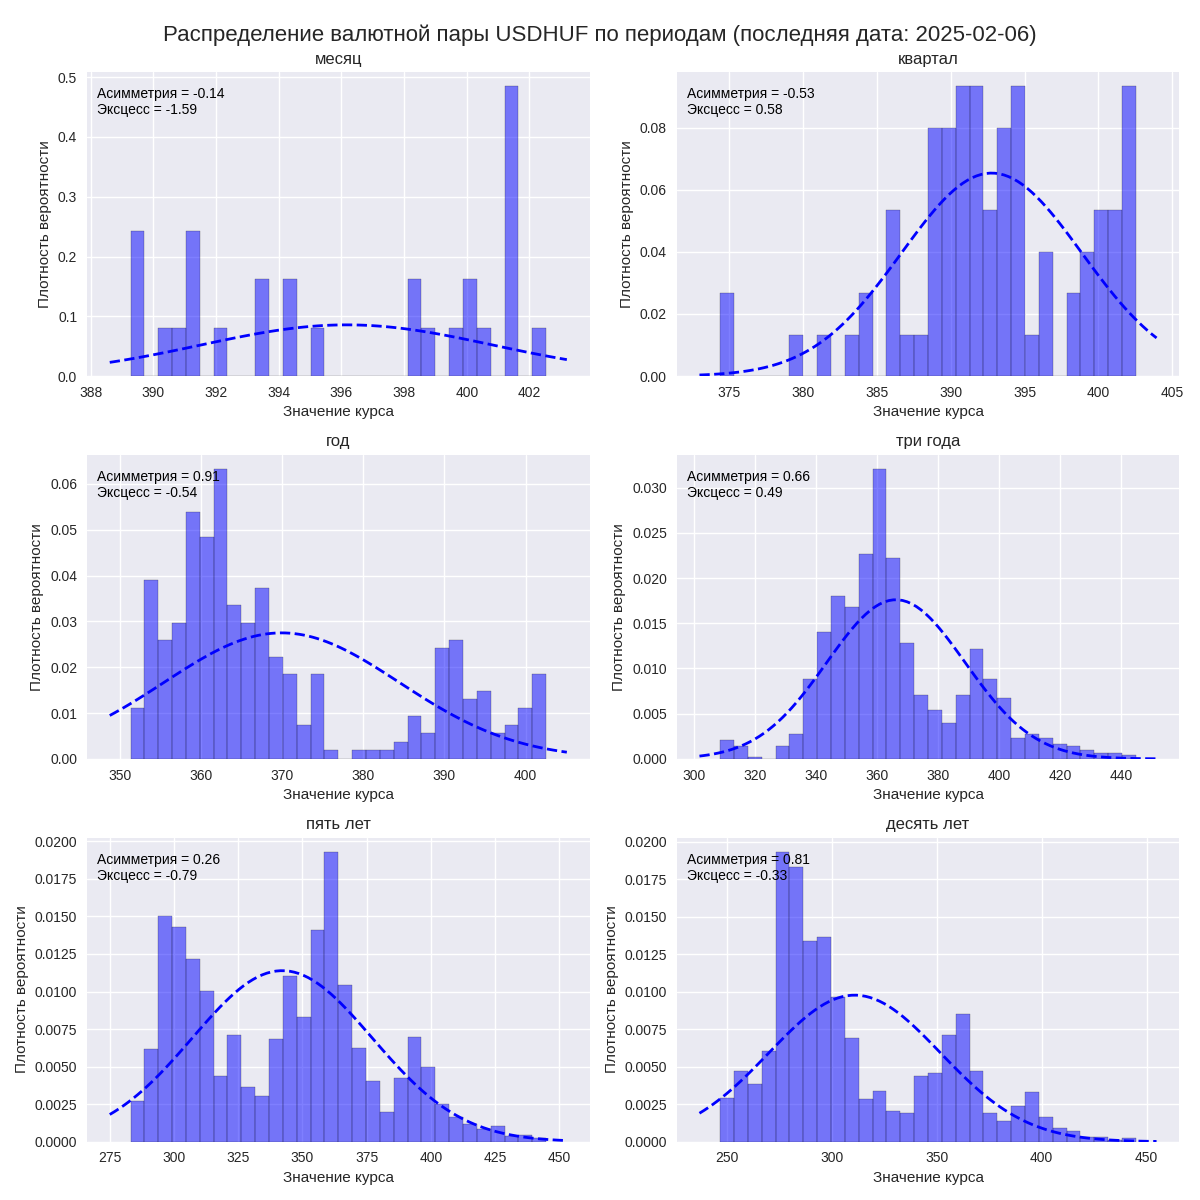 Распределение валютной пары USDHUF по периодам (последняя дата: 2025-02-06)
месяц
Асимметрия = -0.14
Эксцесс = -1.59
Плотность вероятности
0.5
0.4
0.3
0.2
0.1
0.0
388 390 392 394 396 398 400 402
Значение курса
квартал
Асимметрия = -0.53
Эксцесс = 0.58
Плотность вероятности
0.08
0.06
0.04
0.02
0.00
375 380 385 390 395 400 405
Значение курса
год
Асимметрия = 0.91
Эксцесс = -0.54
Плотность вероятности
0.06
0.05
0.04
0.03
0.02
0.01
0.00
350 360 370 380 390 400
Значение курса
три года
Асимметрия = 0.66
Эксцесс = 0.49
Плотность вероятности
0.030
0.025
0.020
0.015
0.010
0.005
0.000
300 320 340 360 380 400 420 440
Значение курса
пять лет
Асимметрия = 0.26
Эксцесс = -0.79
Плотность вероятности
0.0200
0.0175
0.0150
0.0125
0.0100
0.0075
0.0050
0.0025
0.0000
275 300 325 350 375 400 425 450
Значение курса
десять лет
Асимметрия = 0.81
Эксцесс = -0.33
Плотность вероятности
0.0200
0.0175
0.0150
0.0125
0.0100
0.0075
0.0050
0.0025
0.0000
250 300 350 400 450
Значение курса